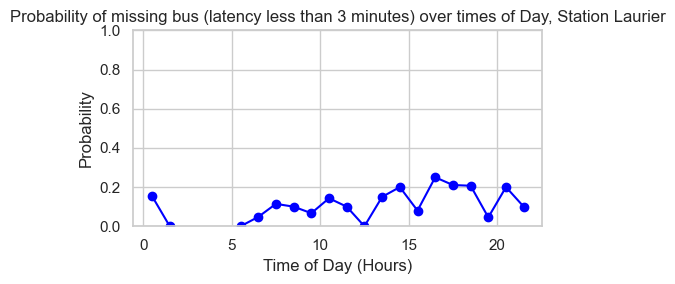 Probability of missing bus (latency less than 3 minutes) over times of Day, Station Laurier
1.0
0.8
0.6
0.4
0.2
0.0
Probability
0 5 10 15 20
Time of Day (Hours)